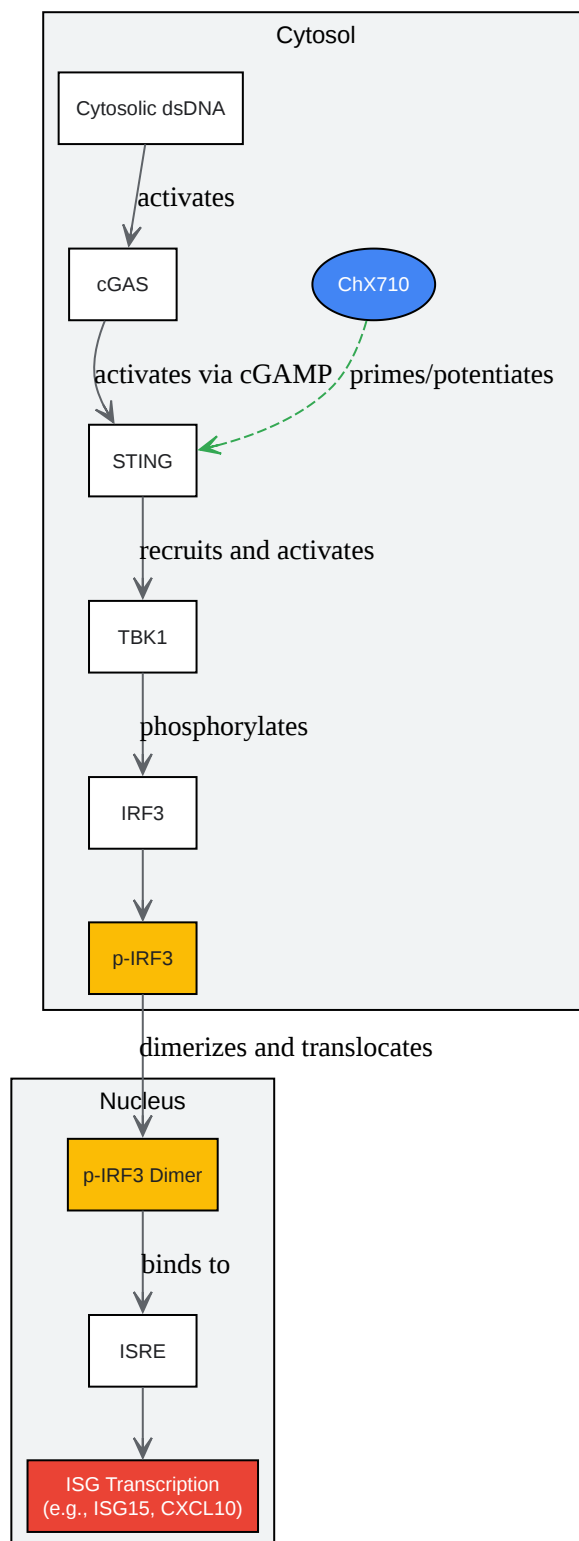 Cytosol
Cytosolic dsDNA
activates
cGAS
ChX710
activates via cGAMP
primes/potentiates
STING
recruits and activates
TBK1
phosphorylates
IRF3
p-IRF3
dimerizes and translocates
Nucleus
p-IRF3 Dimer
binds to
ISRE
ISG Transcription
(e.g., ISG15, CXCL10)